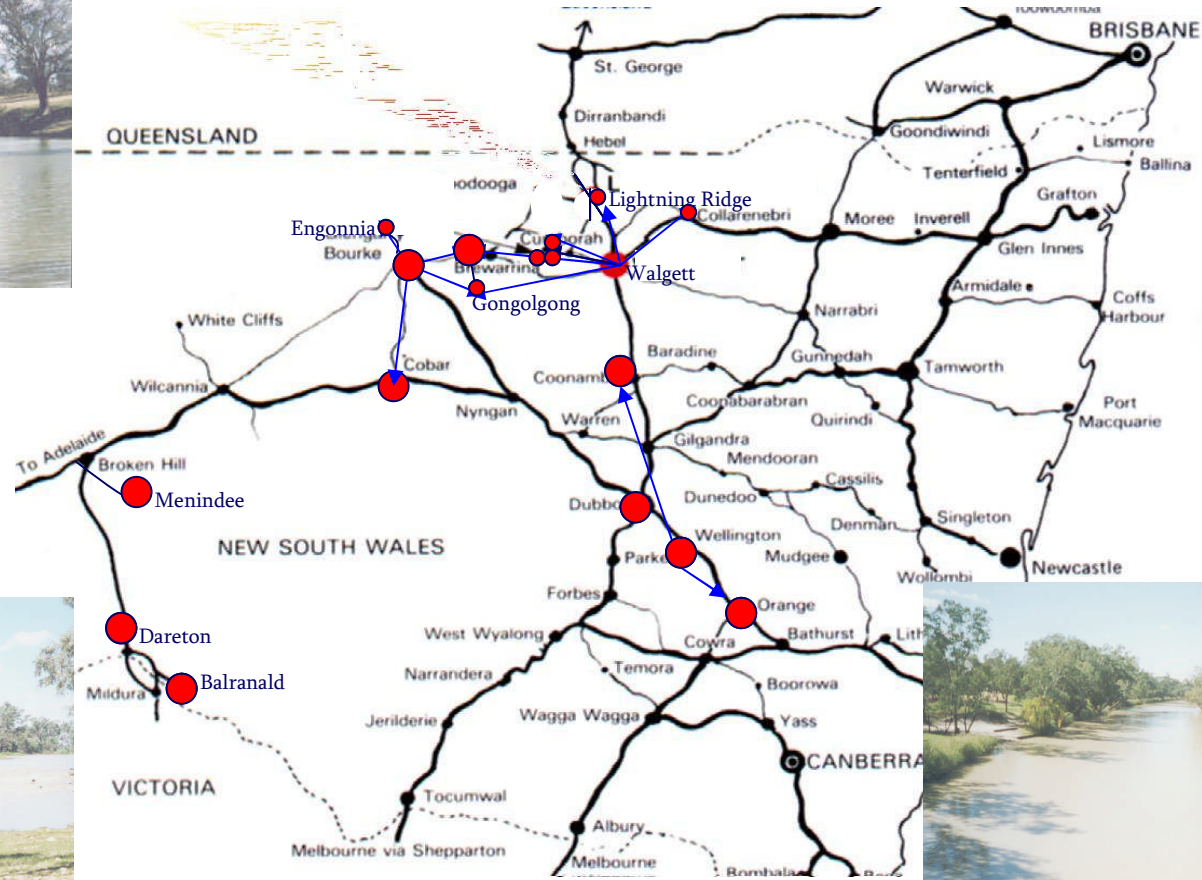 BRISBANE
St. George
Warwick
Dirranbandi
QUEENSLAND
Goondiwindi
Hebel
Lismore
Ballina
Tenterfield
Lightning Ridge
Grafton
Collarenebri
Moree
Inverell
Engonnia
Bourke
Glen Innes
Brewarrina
Walgett
Gongolgong
Armidale
Coffs
Harbour
White Cliffs
Narrabri
Baradine
Gunnedah
Cobar
Tamworth
Wilcannia
Coonamb
Coonabarabran
Port
Macquarie
Nyngan
Warren
Quirindi
To Adelaide
Gilgandra
Broken Hill
Mendooran
Menindee
Cassilis
Dunedoo
Dubbo
Denman
Singleton
Wellington
NEW SOUTH WALES
Parke
Mudgee
Newcastle
Wollombi
Forbes
Orange
Dareton
West Wyalong
Bathurst
Lith
Cowra
Narrandera
Temora
Balranald
Mildura
Boorowa
Jerilderie
Wagga Wagga
Yass
CANBERRA
VICTORIA
Tocumwal
Albury
Melbourne via Shepparton
Melbourne
Bombala